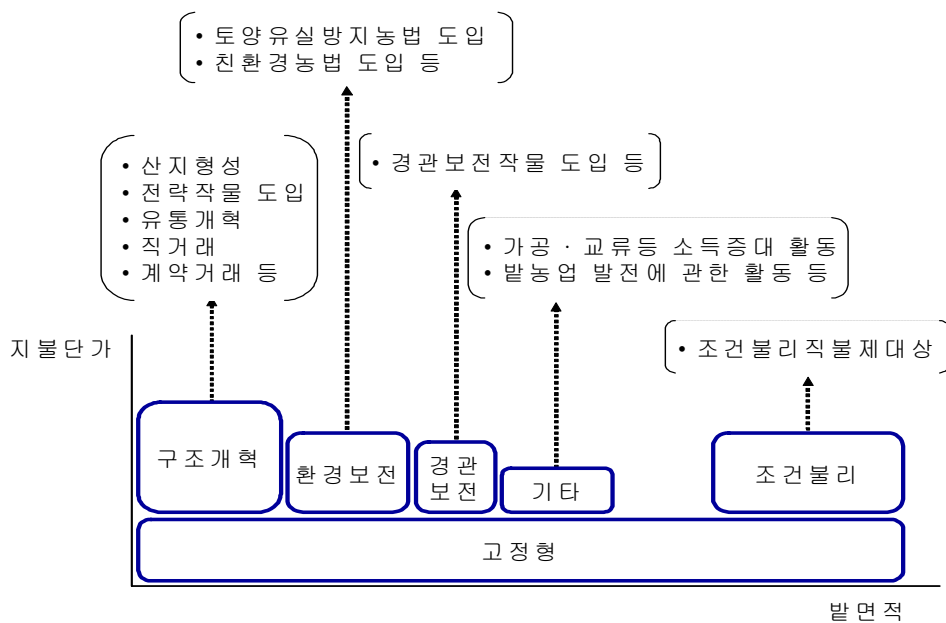 • 토양유실방지농법 도입
• 친환경농법 도입 등
• 산지형성
• 전략작물 도입
• 유통개혁
• 직거래
• 계약거래 등
• 경관보전작물 도입 등
• 가공 · 교류등 소득증대 활동
• 밭농업 발전에 관한 활동 등
• 조건불리직불제대상
지불단가
구조개혁
환경보전
경관
보전
기타
조건불리
고정형
밭면적